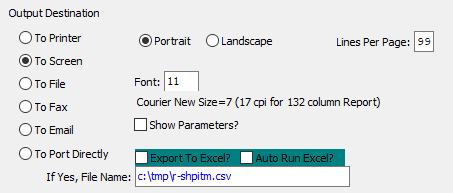 Output Destination
To Printer
Portrait
Landscape
Lines Per Page: 99
To Screen
To File
Font: 11
To Fax
Courier New Size=7 (17 cpi for 132 column Report)
To Email
Show Parameters?
To Port Directly
Export To Excel?
Auto Run Excel?
If Yes, File Name: c:\tmp\r-shpitm.csv